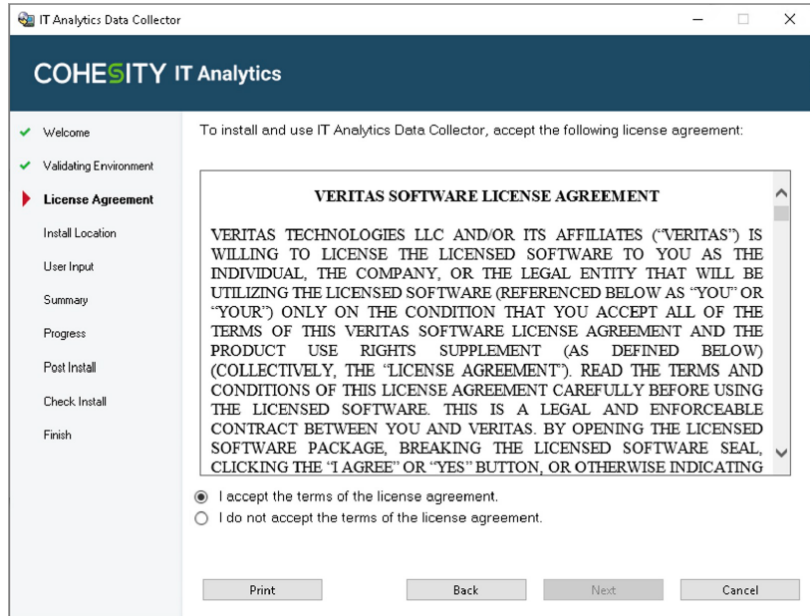 IT Analytics Data Collector
COHESITY IT Analytics
Welcome
Validating Environment
License Agreement
Install Location
User Input
Summary
Progress
Post Install
Check Install
Finish
To install and use IT Analytics Data Collector, accept the following license agreement:
VERITAS SOFTWARE LICENSE AGREEMENT
VERITAS TECHNOLOGIES LLC AND/OR ITS AFFILIATES (“VERITAS”) IS
WILLING TO LICENSE THE LICENSED SOFTWARE TO YOU AS THE
INDIVIDUAL, THE COMPANY, OR THE LEGAL ENTITY THAT WILL BE
UTILIZING THE LICENSED SOFTWARE (REFERENCED BELOW AS “YOU” OR
“YOUR”) ONLY ON THE CONDITION THAT YOU ACCEPT ALL OF THE
TERMS OF THIS VERITAS SOFTWARE LICENSE AGREEMENT AND THE
PRODUCT USE RIGHTS SUPPLEMENT (AS DEFINED BELOW)
(COLLECTIVELY, THE “LICENSE AGREEMENT”). READ THE TERMS AND
CONDITIONS OF THIS LICENSE AGREEMENT CAREFULLY BEFORE USING
THE LICENSED SOFTWARE. THIS IS A LEGAL AND ENFORCEABLE
CONTRACT BETWEEN YOU AND VERITAS. BY OPENING THE LICENSED
SOFTWARE PACKAGE, BREAKING THE LICENSED SOFTWARE SEAL,
CLICKING THE “I AGREE” OR “YES” BUTTON, OR OTHERWISE INDICATING
I accept the terms of the license agreement.
I do not accept the terms of the license agreement.
Print Back Next Cancel